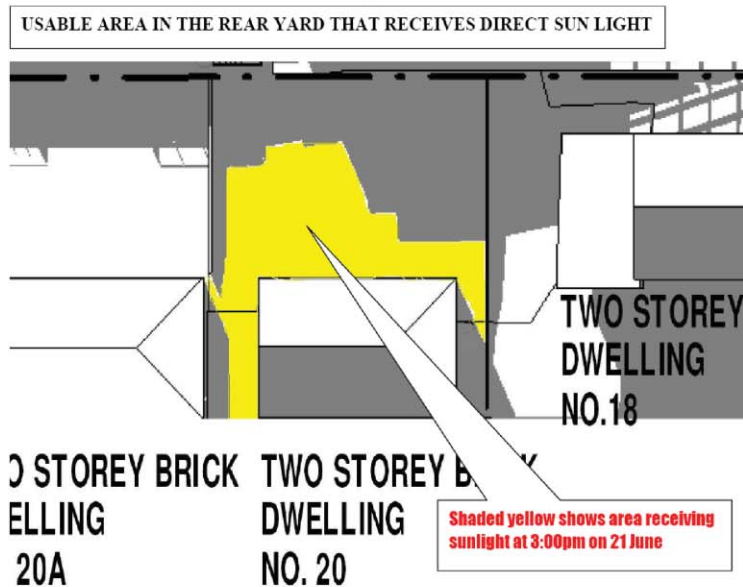 USABLE AREA IN THE REAR YARD THAT RECEIVES DIRECT SUN LIGHT
TWO STOREY
DWELLING
NO.18
O STOREY BRICK
ELLING
20A
TWO STOREY BRICK
DWELLING
NO. 20
Shaded yellow shows area receiving
sunlight at 3:00pm on 21 June